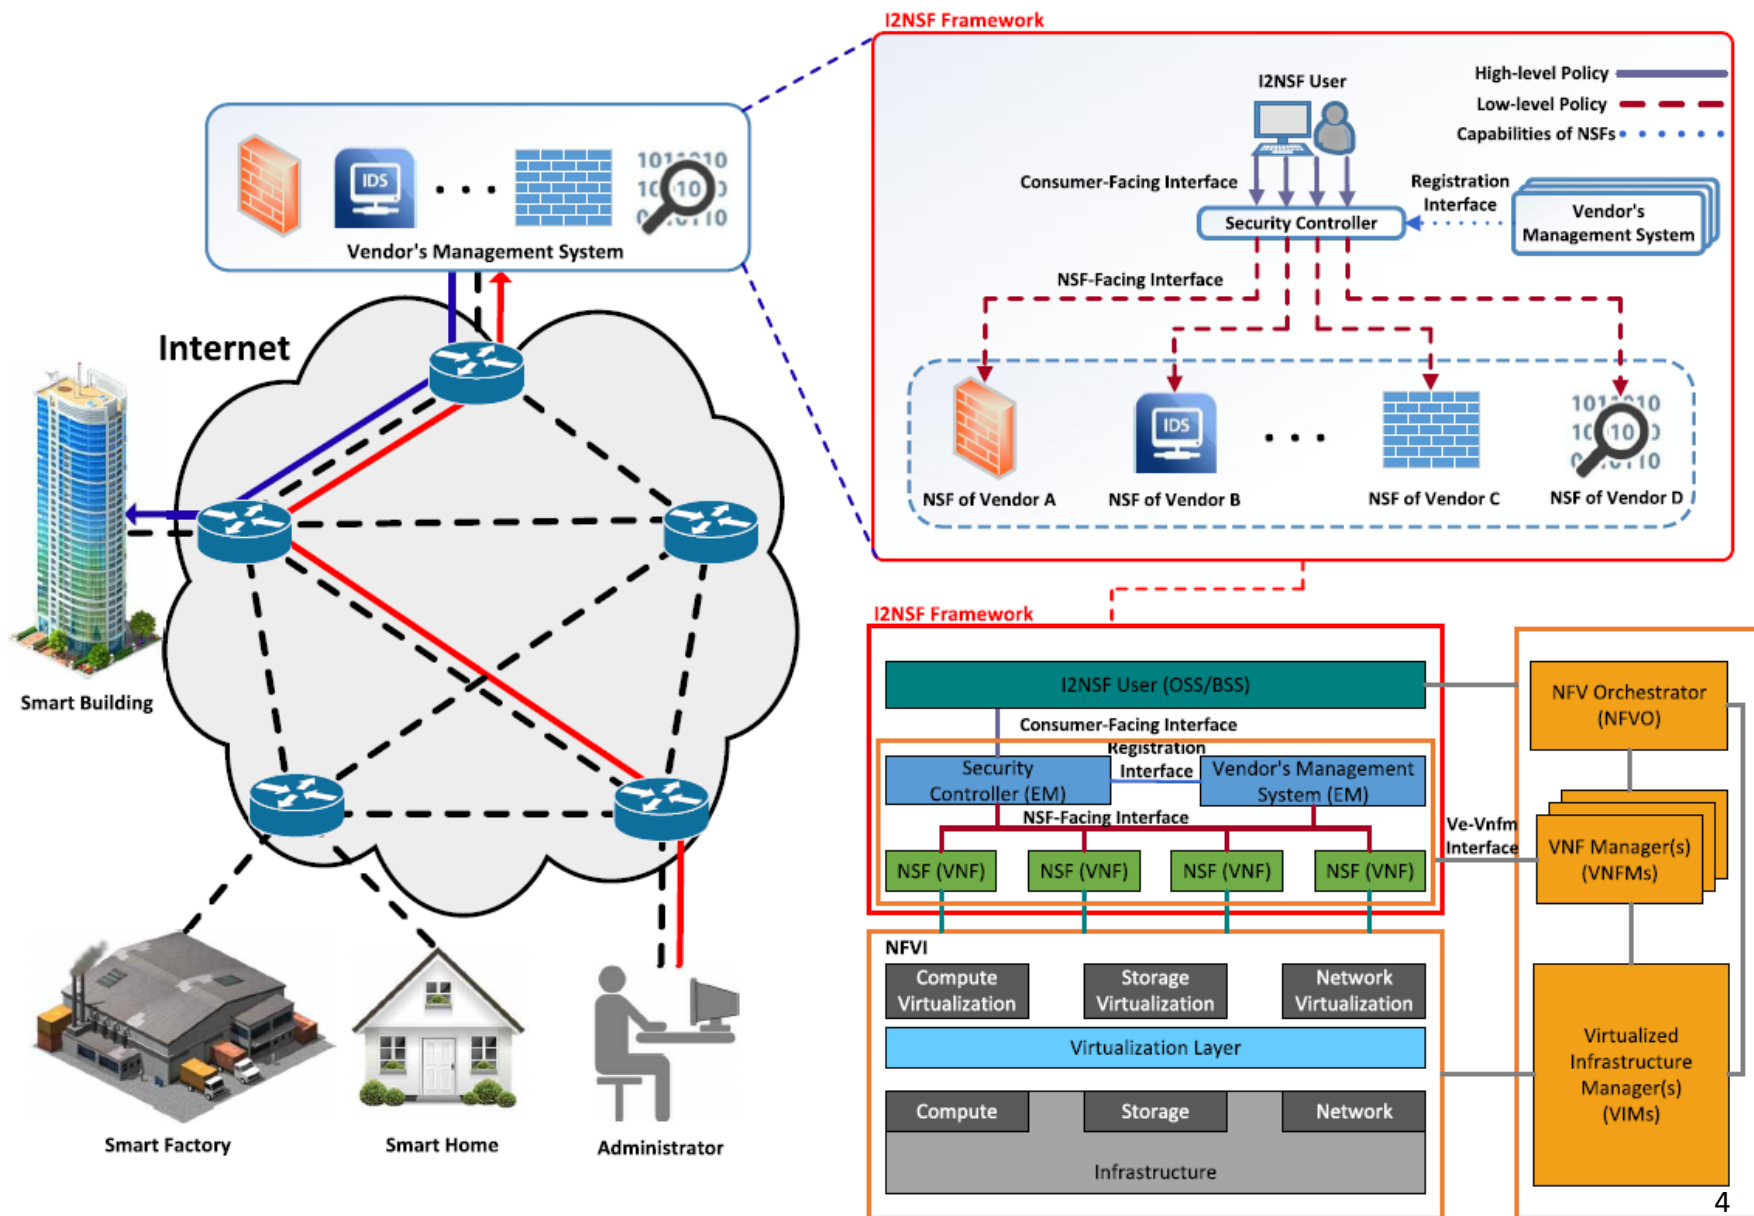 I2NSF Framework
High-level Policy
Low-level Policy
Capabilities of NSFs
I2NSF User
Consumer-Facing Interface
Registration
Interface
Security Controller
Vendor's
Management System
NSF-Facing Interface
IDS
NSF of Vendor A
NSF of Vendor B
NSF of Vendor C
NSF of Vendor D
IDS
Vendor's Management System
Internet
Smart Building
Smart Factory
Smart Home
Administrator
I2NSF Framework
I2NSF User (OSS/BSS)
Consumer-Facing Interface
Registration
Interface
Security
Controller (EM)
Vendor's Management
System (EM)
NSF-Facing Interface
NSF (VNF)
NSF (VNF)
NSF (VNF)
NSF (VNF)
Ve-Vnfm
Interface
NFV Orchestrator
(NFVO)
VNF Manager(s)
(VNFMs)
Virtualized
Infrastructure
Manager(s)
(VIMs)
NFVI
Compute
Virtualization
Storage
Virtualization
Network
Virtualization
Virtualization Layer
Compute
Storage
Network
Infrastructure
4